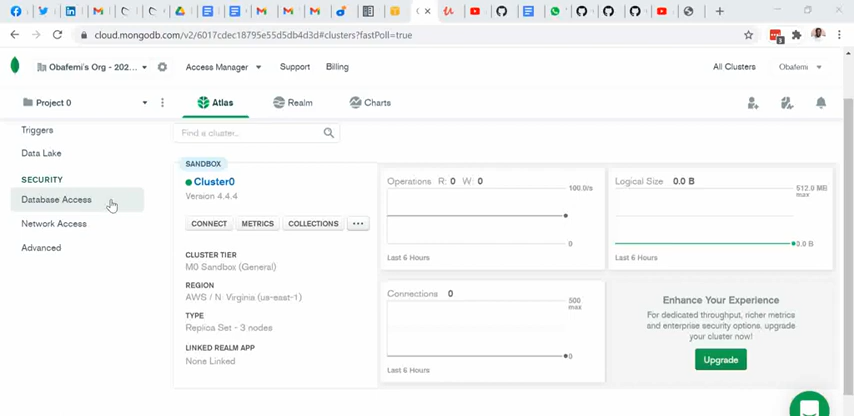 cloud.mongodb.com/v2/6017cdec18795e55d5db4d3d#clusters?fastPoll=true
Obafemi's Org - 202...
Access Manager
Support
Billing
All Clusters
Obafemi
Project 0
Atlas
Realm
Charts
Triggers
Data Lake
SECURITY
Database Access
Network Access
Advanced
Find a cluster...
SANDBOX
Cluster0
Version 4.4.4
CONNECT
METRICS
COLLECTIONS
...
CLUSTER TIER
M0 Sandbox (General)
REGION
AWS / N. Virginia (us-east-1)
TYPE
Replica Set - 3 nodes
LINKED REALM APP
None Linked
Operations R: 0 W: 0
100.0/s
0
Last 6 Hours
Logical Size 0.0 B
512.0 MB
max
0.0 B
Last 6 Hours
Connections 0
500
max
0
Last 6 Hours
Enhance Your Experience
For dedicated throughput, richer metrics
and enterprise security options, upgrade
your cluster now!
Upgrade